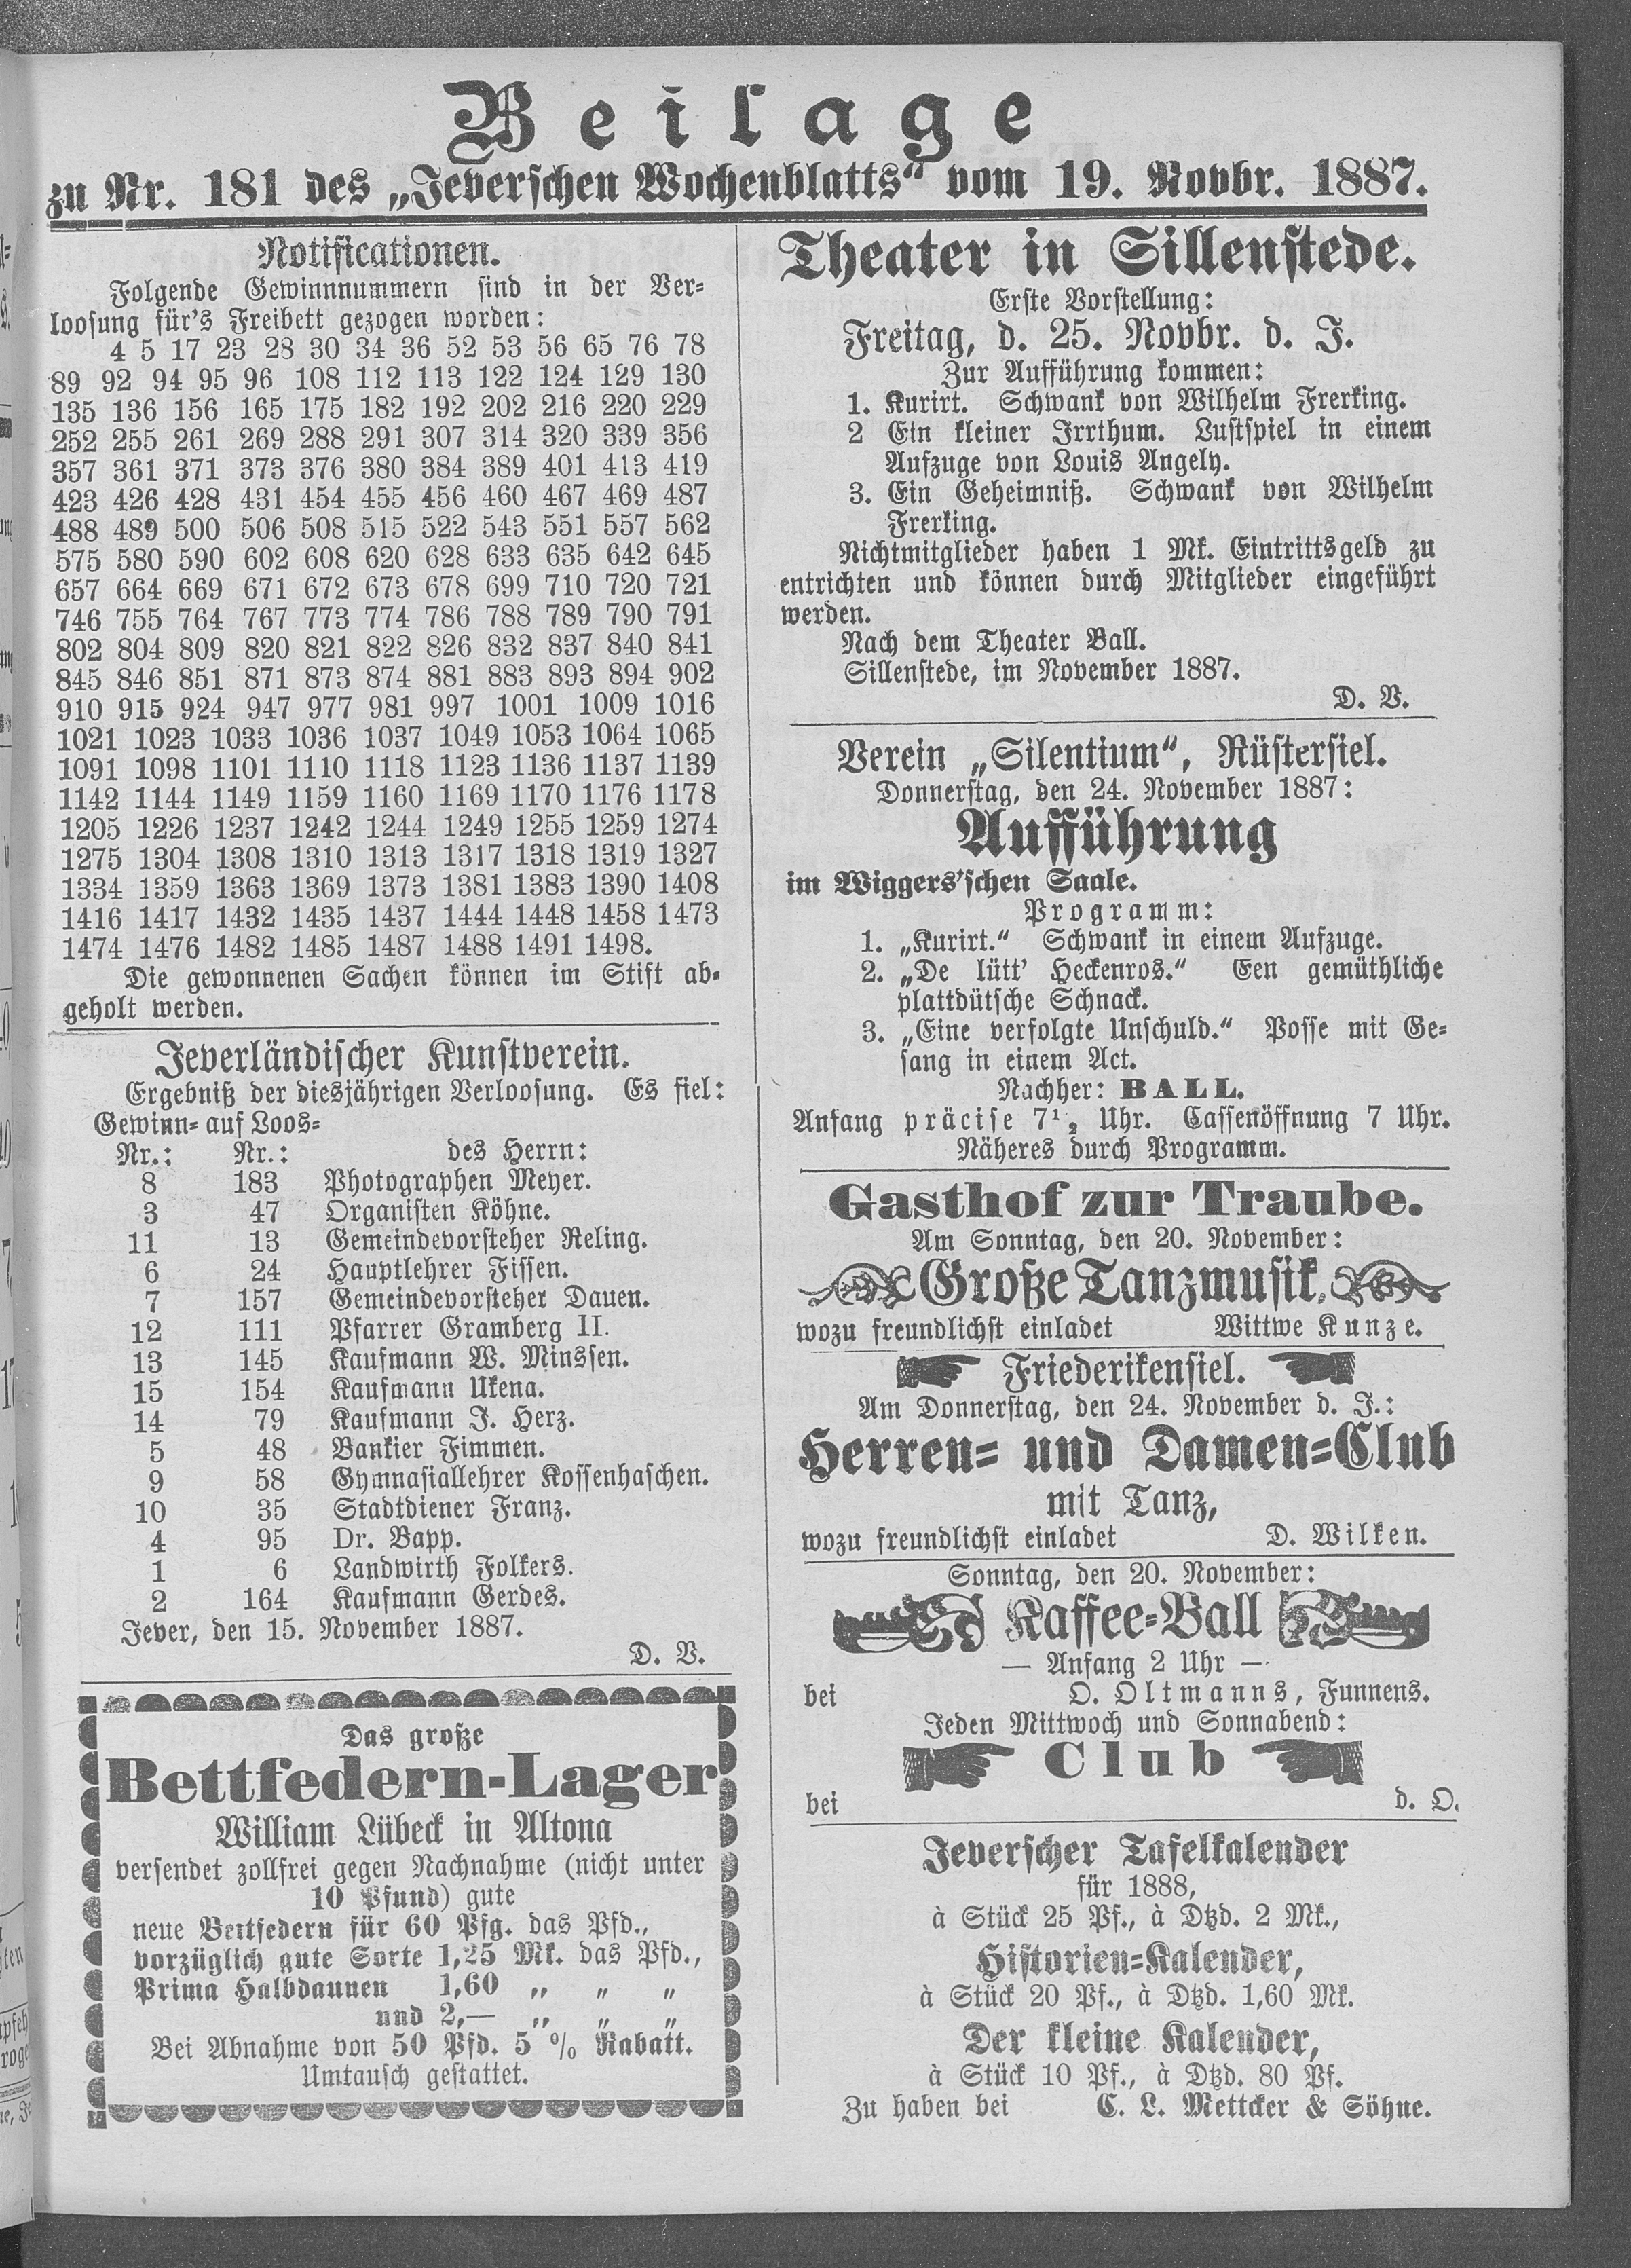 Beilage
zu Nr. 181 des „Jeverschen Wochenblatts“ vom 19. Novbr. 1887.
Notificationen.
Folgende Gewinnnummern sind in der Ver-
loosung für's Freibett gezogen worden:
4 5 17 23 28 30 34 36 52 53 56 65 76 78
89 92 94 95 96 108 112 113 122 124 129 130
135 136 156 165 175 182 192 202 216 220 229
252 255 261 269 288 291 307 314 320 339 356
357 361 371 373 376 380 384 389 401 413 419
423 426 428 431 454 455 456 460 467 469 487
488 489 500 506 508 515 522 543 551 557 562
575 580 590 602 608 620 628 633 635 642 645
657 664 669 671 672 673 678 699 710 720 721
746 755 764 767 773 774 786 788 789 790 791
802 804 809 820 821 822 826 832 837 840 841
845 846 851 871 873 874 881 883 893 894 902
910 915 924 947 977 981 997 1001 1009 1016
1021 1023 1033 1036 1037 1049 1053 1064 1065
1091 1098 1101 1110 1118 1123 1136 1137 1139
1142 1144 1149 1159 1160 1169 1170 1176 1178
1205 1226 1237 1242 1244 1249 1255 1259 1274
1275 1304 1308 1310 1313 1317 1318 1319 1327
1334 1359 1363 1369 1373 1381 1383 1390 1408
1416 1417 1432 1435 1437 1444 1448 1458 1473
1474 1476 1482 1485 1487 1488 1491 1498.
Die gewonnenen Sachen können im Stift ab-
geholt werden.
Jeverländischer Kunstverein.
Ergebniß der diesjährigen Verloosung. Es fiel:
Gewinn- auf Loos-
Nr.: Nr.: des Herrn:
8 183 Photographen Meyer.
3 47 Organisten Köhne.
11 13 Gemeindevorsteher Reling.
6 24 Hauptlehrer Fissen.
7 157 Gemeindevorsteher Dauen.
12 111 Pfarrer Gramberg II.
13 145 Kaufmann W. Minssen.
15 154 Kaufmann Ukena.
14 79 Kaufmann J. Herz.
5 48 Bankier Fimmen.
9 58 Gymnasiallehrer Kossenhaschen.
10 35 Stadtdiener Franz.
4 95 Dr. Bapp.
1 6 Landwirth Folkers.
2 164 Kaufmann Gerdes.
Jever, den 15. November 1887.
D. V.
Das große
Bettfedern-Lager
William Lübeck in Altona
versendet zollfrei gegen Nachnahme (nicht unter
10 Pfund) gute
neue Bettfedern für 60 Pfg. das Pfd.,
vorzüglich gute Sorte 1,25 Mk. das Pfd.,
Prima Halbdaunen 1,60 „ „ „
und 2,— „ „ „
Bei Abnahme von 50 Pfd. 5 % Rabatt.
Umtausch gestattet.
Theater in Sillenstede.
Erste Vorstellung:
Freitag, d. 25. Novbr. d. J.
Zur Aufführung kommen:
1. Kurirt. Schwank von Wilhelm Frerking.
2 Ein kleiner Irrthum. Lustspiel in einem
Aufzuge von Louis Angely.
3. Ein Geheimniß. Schwank von Wilhelm
Frerking.
Nichtmitglieder haben 1 Mk. Eintrittsgeld zu
entrichten und können durch Mitglieder eingeführt
werden.
Nach dem Theater Ball.
Sillenstede, im November 1887.
D. V.
Verein „Silentium“, Rüstersiel.
Donnerstag, den 24. November 1887:
Aufführung
im Wiggers'schen Saale.
Programm:
1. „Kurirt.“ Schwank in einem Aufzuge.
2. „De lütt' Heckenros.“ Een gemüthliche
plattdütsche Schnack.
3. „Eine verfolgte Unschuld.“ Posse mit Ge-
sang in einem Act.
Nachher: BALL.
Anfang präcise 7½ Uhr. Cassenöffnung 7 Uhr.
Näheres durch Programm.
Gasthof zur Traube.
Am Sonntag, den 20. November:
Große Tanzmusik,
wozu freundlichst einladet Wittwe Kunze.
Friederikensiel.
Am Donnerstag, den 24. November d. J.:
Herren- und Damen-Club
mit Tanz,
wozu freundlichst einladet D. Wilken.
Sonntag, den 20. November:
Kaffee-Ball
— Anfang 2 Uhr —
bei O. Oltmanns, Funnens.
Jeden Mittwoch und Sonnabend:
Club
bei d. O.
Jeverscher Tafelkalender
für 1888,
à Stück 25 Pf., à Dtzd. 2 Mk.,
Historien-Kalender,
à Stück 20 Pf., à Dtzd. 1,60 Mk.
Der kleine Kalender,
à Stück 10 Pf., à Dtzd. 80 Pf.
Zu haben bei C. L. Mettcker & Söhne.